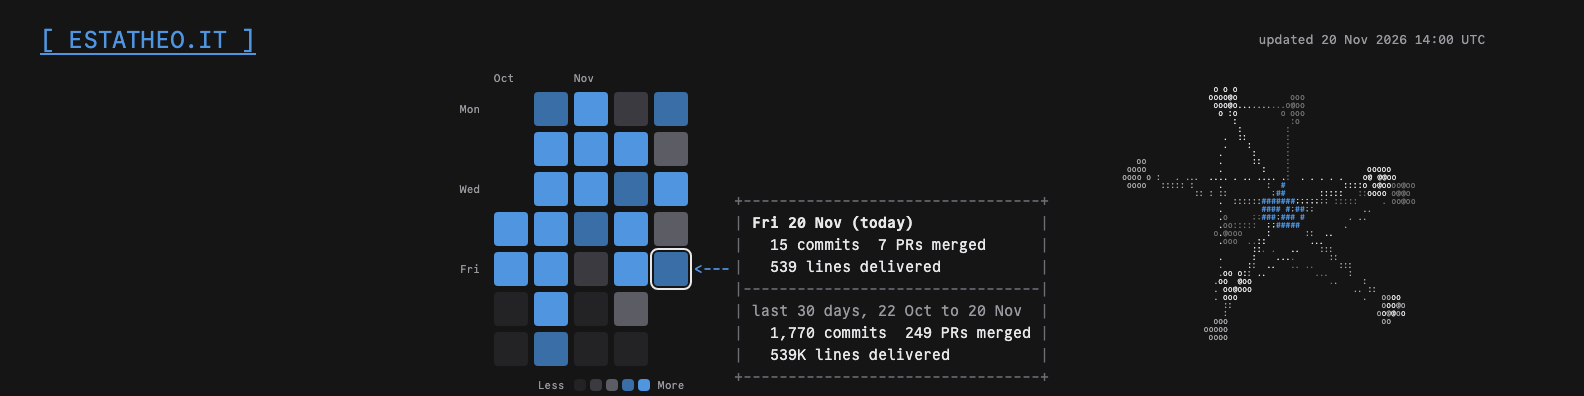 [ ESTATHEO.IT ]
updated 20 Nov 2026 14:00 UTC
Oct Nov
Mon
Wed
Fri
Fri 20 Nov (today)
15 commits 7 PRs merged
539 lines delivered
last 30 days, 22 Oct to 20 Nov
1,770 commits 249 PRs merged
539K lines delivered
Less More